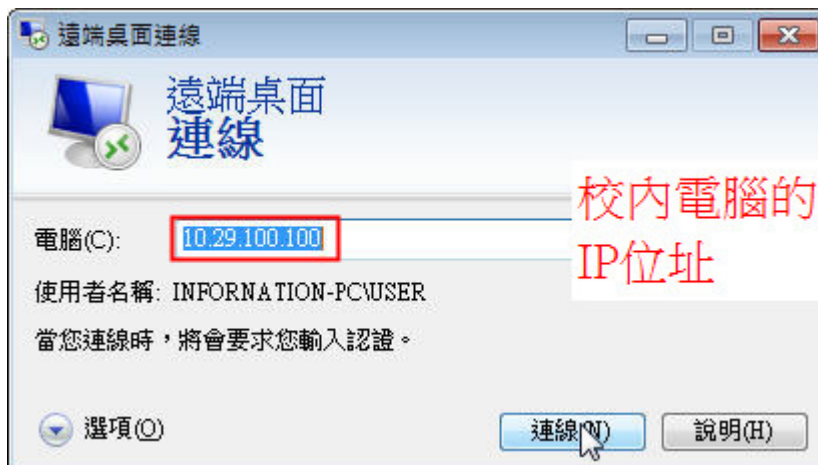 遠端桌面連線
遠端桌面
連線
校內電腦的
IP位址
電腦(C):
10.29.100.100
使用者名稱: INFORNATION-PC\USER
當您連線時，將會要求您輸入認證。
選項(O)
連線(N)
說明(H)